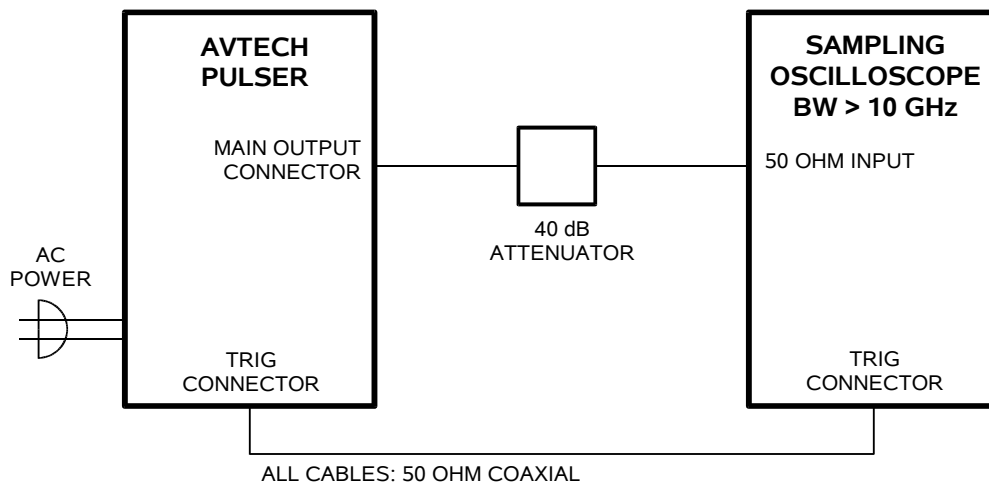 AVTECH
PULSER
MAIN OUTPUT
CONNECTOR
AC
POWER
TRIG
CONNECTOR
40 dB
ATTENUATOR
SAMPLING
OSCILLOSCOPE
BW > 10 GHz
50 OHM INPUT
TRIG
CONNECTOR
ALL CABLES: 50 OHM COAXIAL